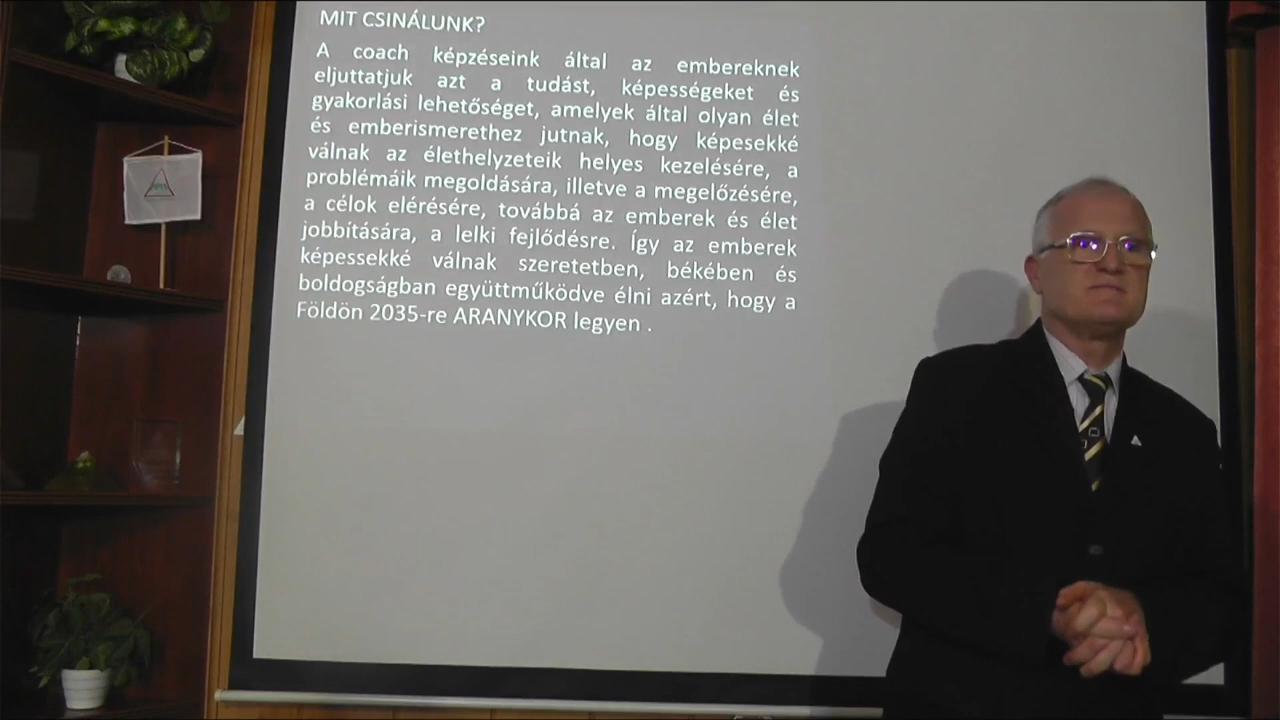 MIT CSINÁLUNK?
A coach képzéseink által az embereknek
eljuttatjuk azt a tudást, képességeket és
gyakorlási lehetőséget, amelyek által olyan élet
és emberismerethez jutnak, hogy képesekké
válnak az élethelyzeteik helyes kezelésére, a
problémáik megoldására, illetve a megelőzésére,
a célok elérésére, továbbá az emberek és élet
jobbítására, a lelki fejlődésre. Így az emberek
képessekké válnak szeretetben, békében és
boldogságban együttműködve élni azért, hogy a
Földön 2035-re ARANYKOR legyen .